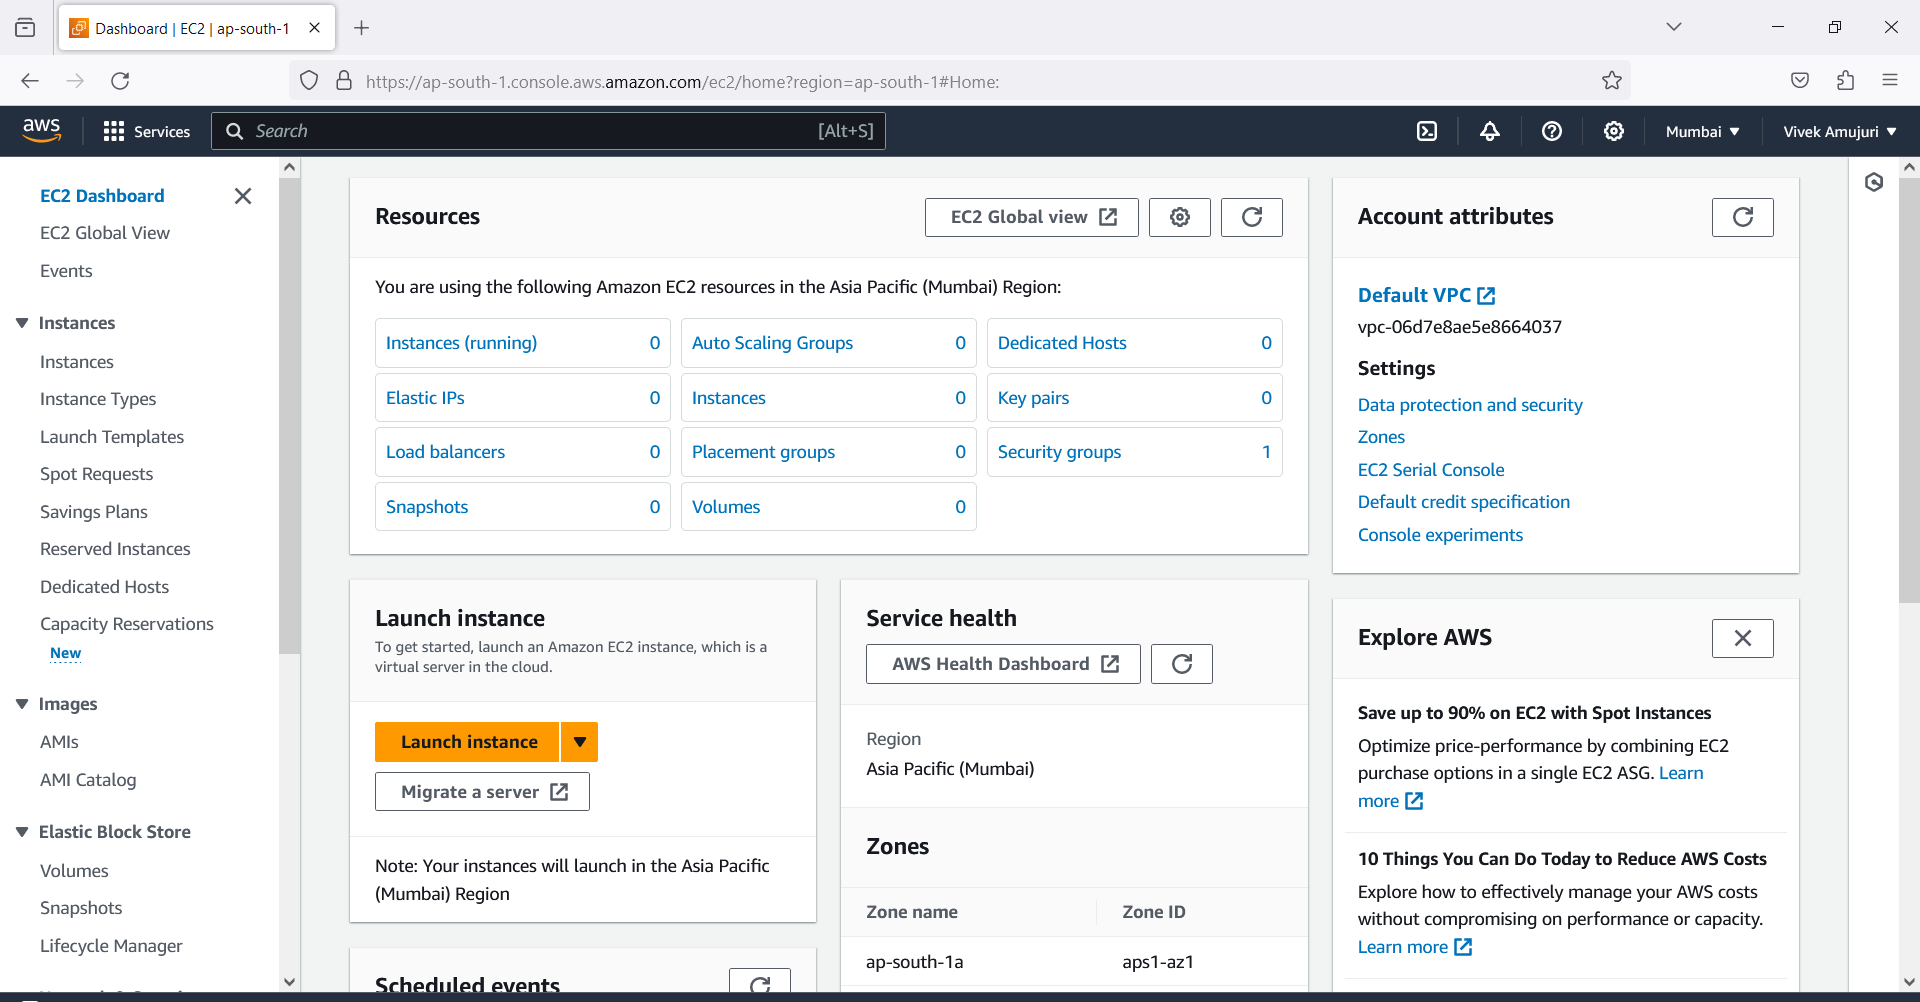 Dashboard | EC2 | ap-south-1
https://ap-south-1.console.aws.amazon.com/ec2/home?region=ap-south-1#Home:
aws
Services
Search
[Alt+S]
Mumbai
Vivek Amujuri
EC2 Dashboard
EC2 Global View
Events
Instances
Instances
Instance Types
Launch Templates
Spot Requests
Savings Plans
Reserved Instances
Dedicated Hosts
Capacity Reservations
New
Images
AMIs
AMI Catalog
Elastic Block Store
Volumes
Snapshots
Lifecycle Manager
Resources
EC2 Global view
You are using the following Amazon EC2 resources in the Asia Pacific (Mumbai) Region:
Instances (running) 0
Auto Scaling Groups 0
Dedicated Hosts 0
Elastic IPs 0
Instances 0
Key pairs 0
Load balancers 0
Placement groups 0
Security groups 1
Snapshots 0
Volumes 0
Launch instance
To get started, launch an Amazon EC2 instance, which is a
virtual server in the cloud.
Launch instance
Migrate a server
Note: Your instances will launch in the Asia Pacific
(Mumbai) Region
Scheduled events
Service health
AWS Health Dashboard
Region
Asia Pacific (Mumbai)
Zones
Zone name Zone ID
ap-south-1a aps1-az1
Account attributes
Default VPC
vpc-06d7e8ae5e8664037
Settings
Data protection and security
Zones
EC2 Serial Console
Default credit specification
Console experiments
Explore AWS
Save up to 90% on EC2 with Spot Instances
Optimize price-performance by combining EC2
purchase options in a single EC2 ASG. Learn
more
10 Things You Can Do Today to Reduce AWS Costs
Explore how to effectively manage your AWS costs
without compromising on performance or capacity.
Learn more